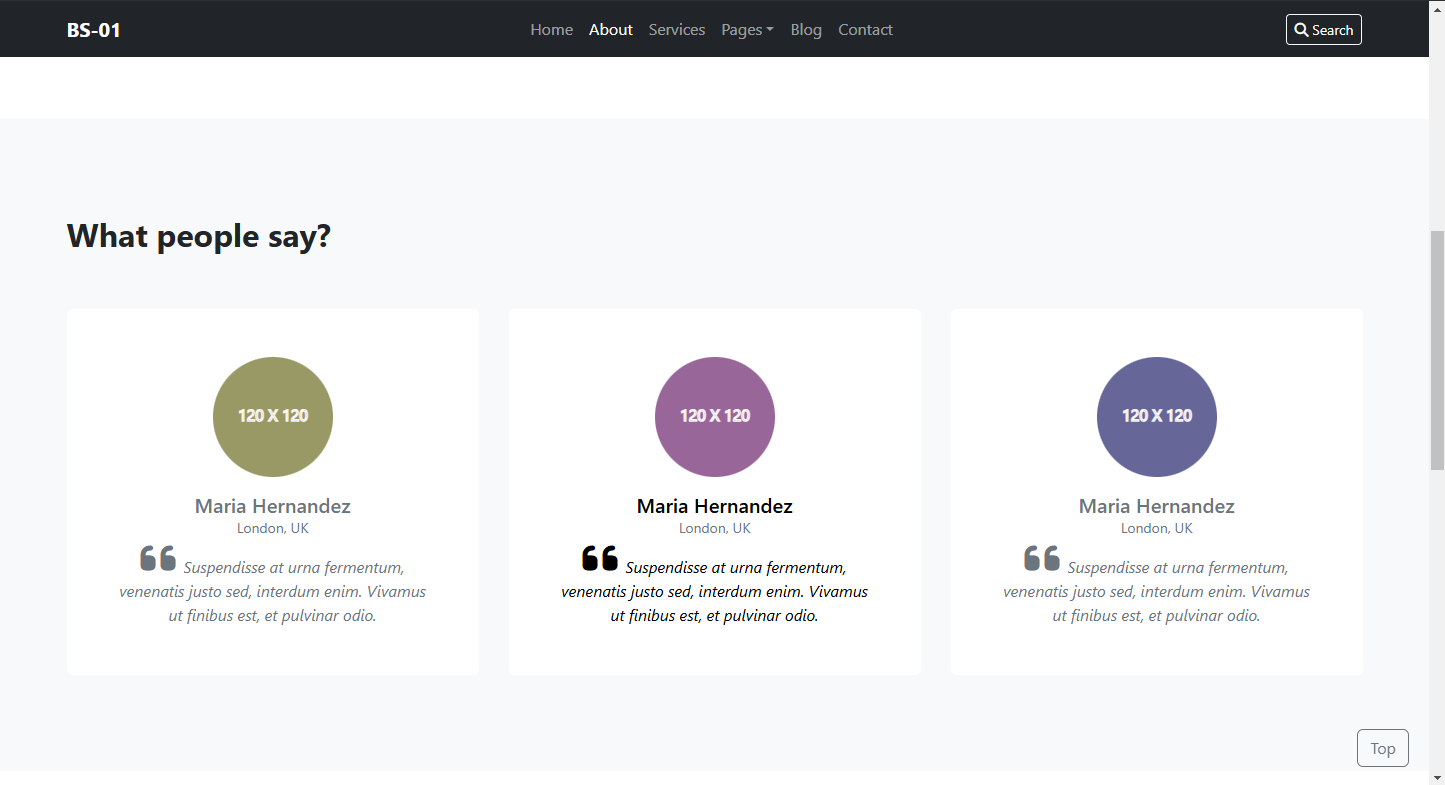 BS-01
Home About Services Pages Blog Contact
Search
What people say?
120 X 120
Maria Hernandez
London, UK
❝ Suspendisse at urna fermentum,
venenatis justo sed, interdum enim. Vivamus
ut finibus est, et pulvinar odio.
120 X 120
Maria Hernandez
London, UK
❝ Suspendisse at urna fermentum,
venenatis justo sed, interdum enim. Vivamus
ut finibus est, et pulvinar odio.
120 X 120
Maria Hernandez
London, UK
❝ Suspendisse at urna fermentum,
venenatis justo sed, interdum enim. Vivamus
ut finibus est, et pulvinar odio.
Top